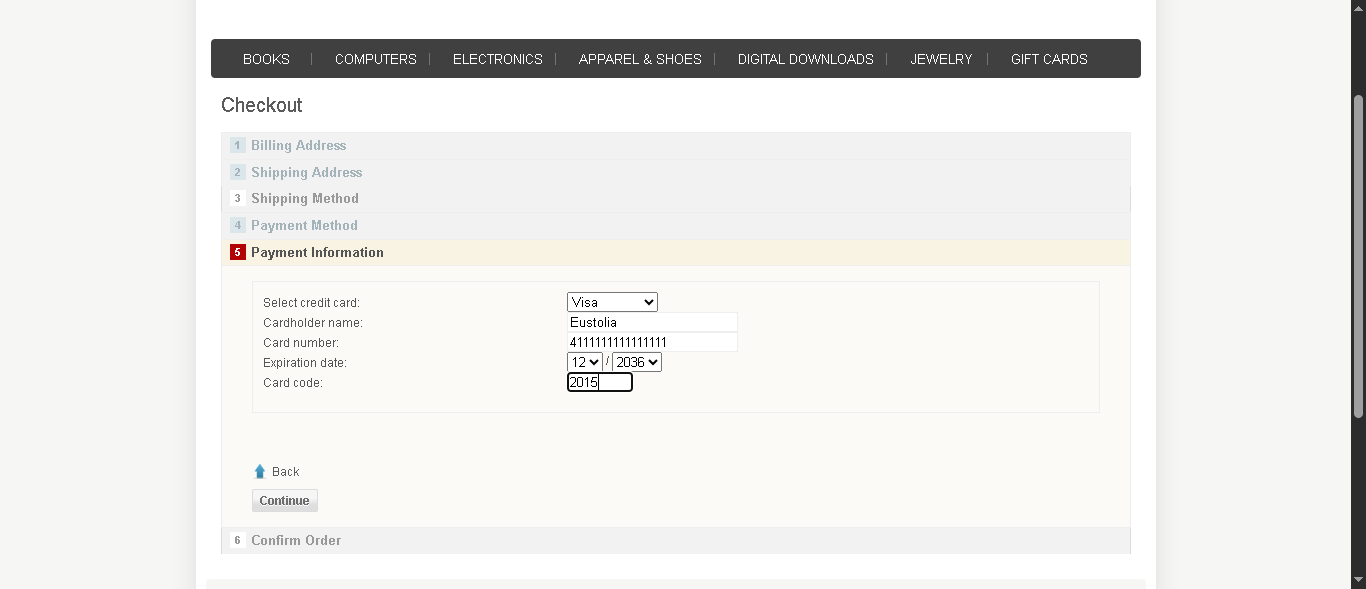 BOOKS | COMPUTERS | ELECTRONICS | APPAREL & SHOES | DIGITAL DOWNLOADS | JEWELRY | GIFT CARDS
Checkout
1 Billing Address
2 Shipping Address
3 Shipping Method
4 Payment Method
5 Payment Information
Select credit card: Visa
Cardholder name: Eustolia
Card number: 4111111111111111
Expiration date: 12 / 2036
Card code: 2015
Back
Continue
6 Confirm Order